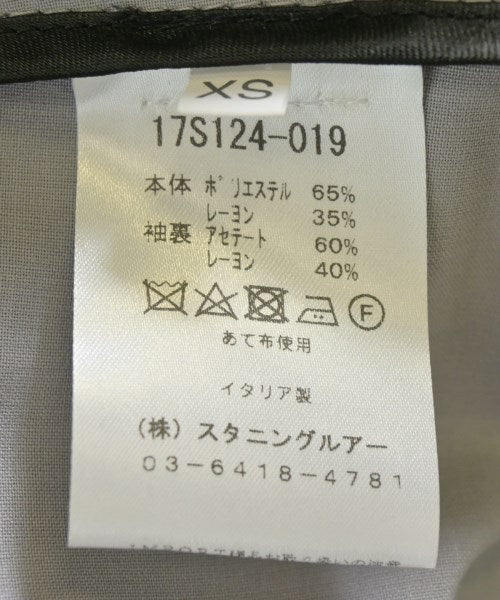 XS
17S124-019
本体 ポリエステル 65%
レーヨン 35%
袖裏 アセテート 60%
レーヨン 40%
F
あて布使用
イタリア製
(株) スタニングルアー
03-6418-4781